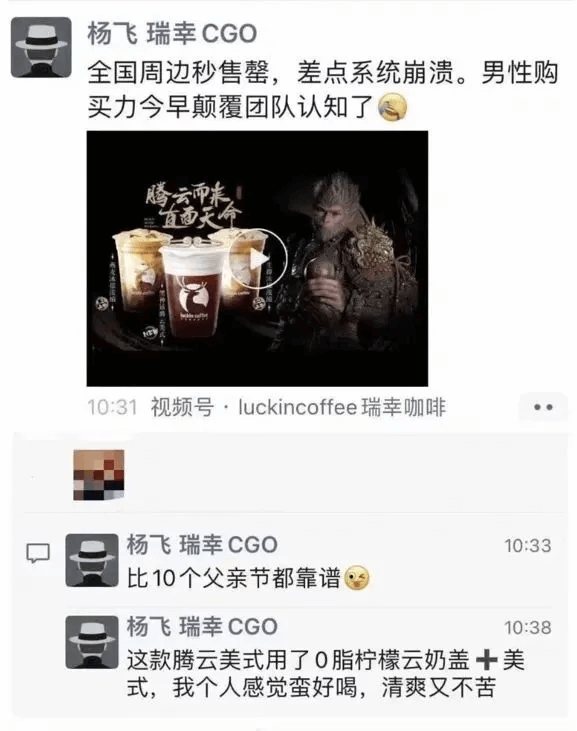 杨飞 瑞幸CGO
全国周边秒售罄，差点系统崩溃。男性购
买力今早颠覆团队认知了
腾云而来
直面天命
luckin coffee
luckin coffee
10:31 视频号 · luckincoffee瑞幸咖啡
杨飞 瑞幸CGO 10:33
比10个父亲节都靠谱
杨飞 瑞幸CGO 10:38
这款腾云美式用了0脂柠檬云奶盖➕美
式，我个人感觉蛮好喝，清爽又不苦